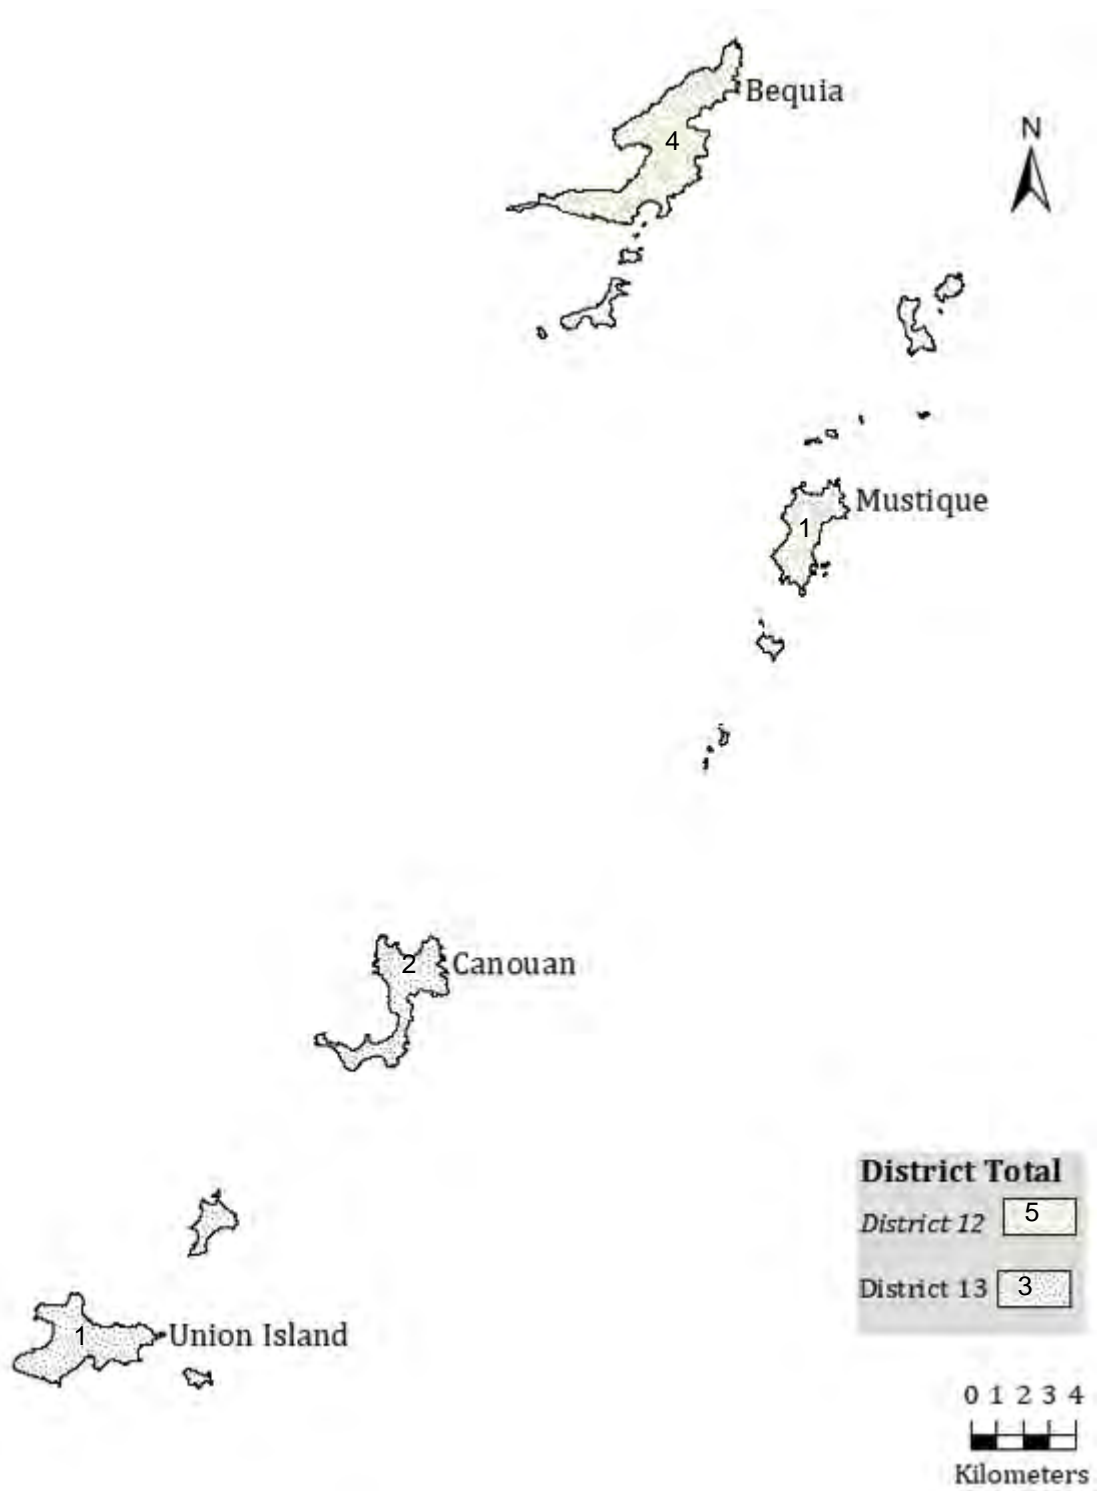 Bequia
4
N
Mustique
1
2
Canouan
District Total
District 12 5
District 13 3
1
Union Island
0 1 2 3 4
Kilometers